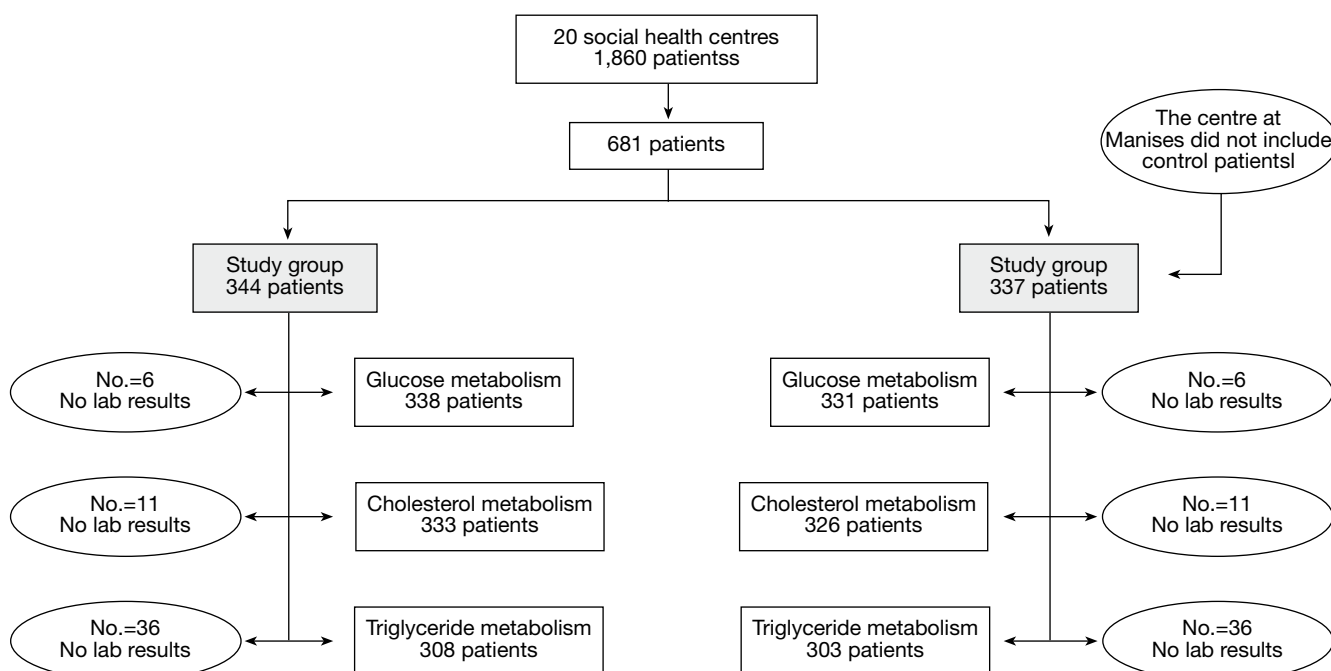 20 social health centres
1,860 patientss
681 patients
The centre at
Manises did not include
control patientsl
Study group
344 patients
Study group
337 patients
No.=6
No lab results
Glucose metabolism
338 patients
Glucose metabolism
331 patients
No.=6
No lab results
No.=11
No lab results
Cholesterol metabolism
333 patients
Cholesterol metabolism
326 patients
No.=11
No lab results
No.=36
No lab results
Triglyceride metabolism
308 patients
Triglyceride metabolism
303 patients
No.=36
No lab results